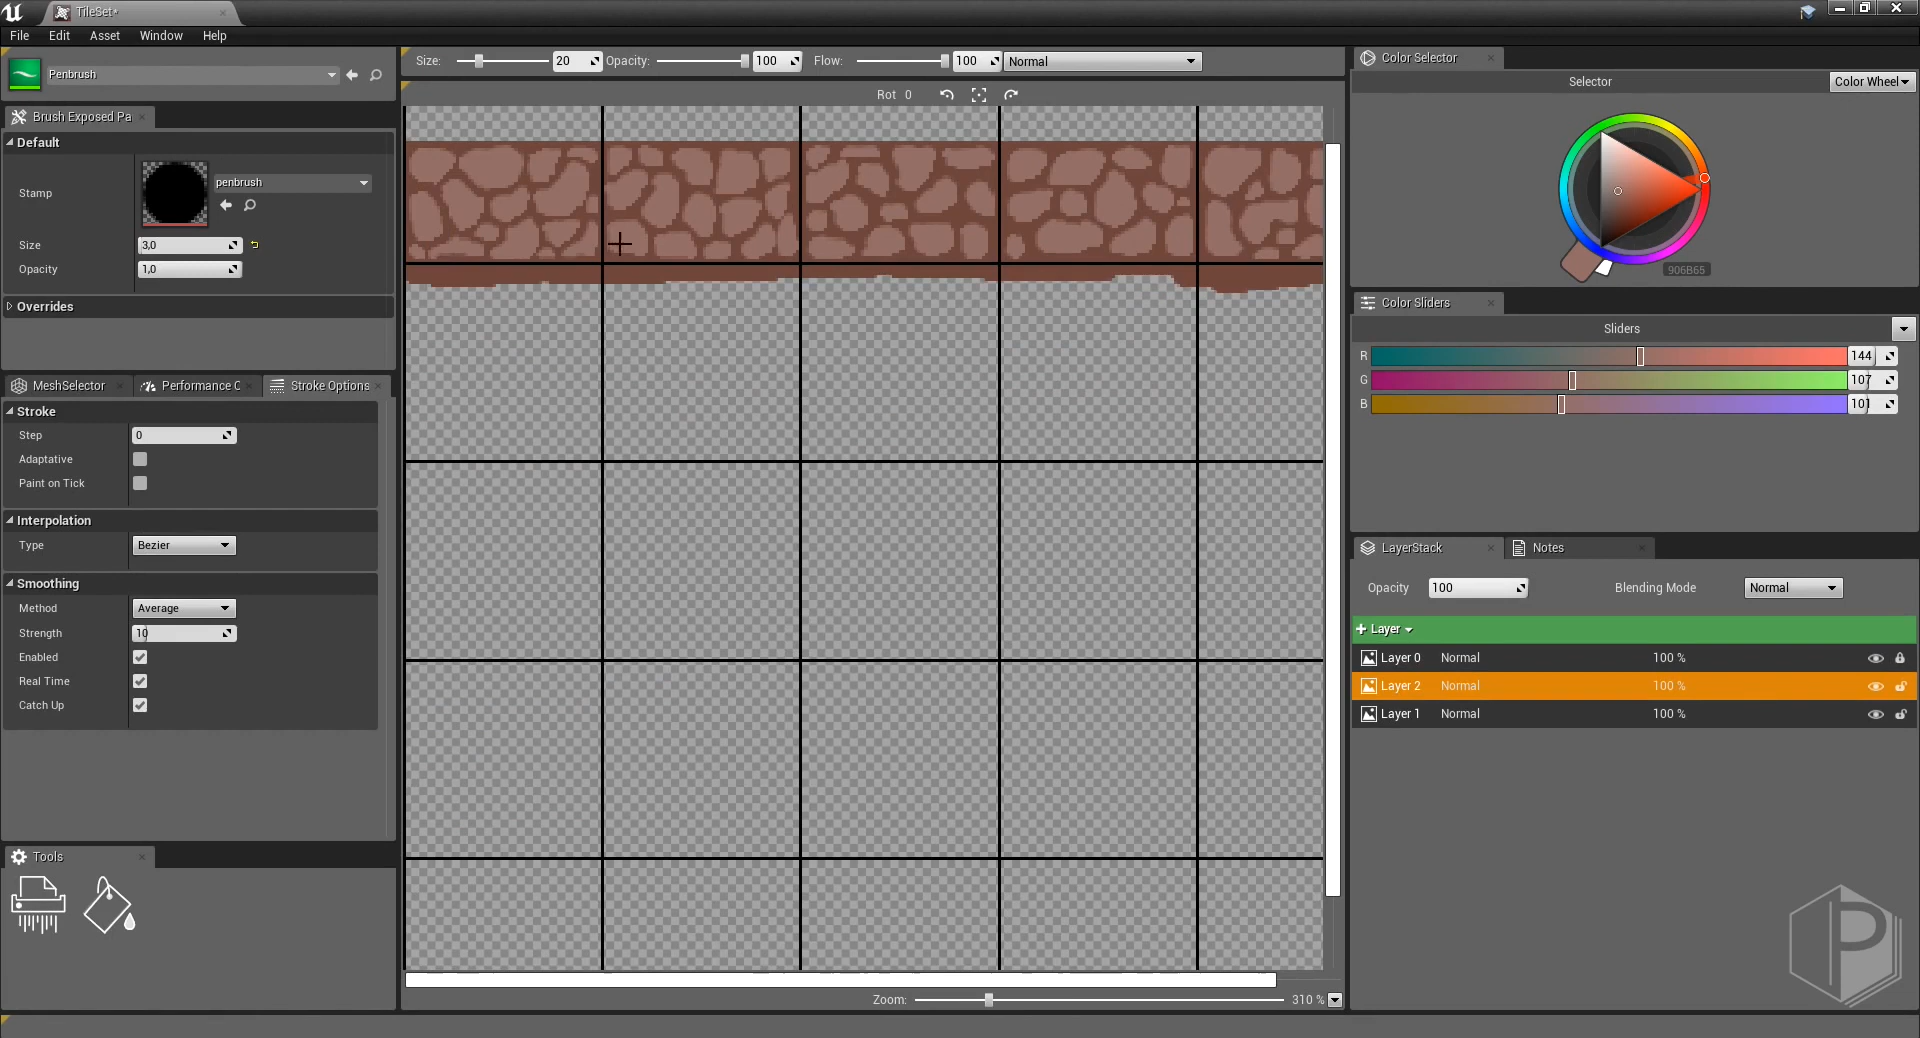 TileSet*
File Edit Asset Window Help
Penbrush
Size: 20 Opacity: 100 Flow: 100 Normal
Rot 0
Brush Exposed Pa
Default
Stamp
penbrush
Size 3,0
Opacity 1,0
Overrides
MeshSelector Performance C Stroke Options
Stroke
Step 0
Adaptative
Paint on Tick
Interpolation
Type Bezier
Smoothing
Method Average
Strength 10
Enabled
Real Time
Catch Up
Tools
Zoom: 310 %
Color Selector
Selector Color Wheel
906B65
Color Sliders
Sliders
R 144
G 107
B 101
LayerStack Notes
Opacity 100 Blending Mode Normal
+ Layer
Layer 0 Normal 100 %
Layer 2 Normal 100 %
Layer 1 Normal 100 %